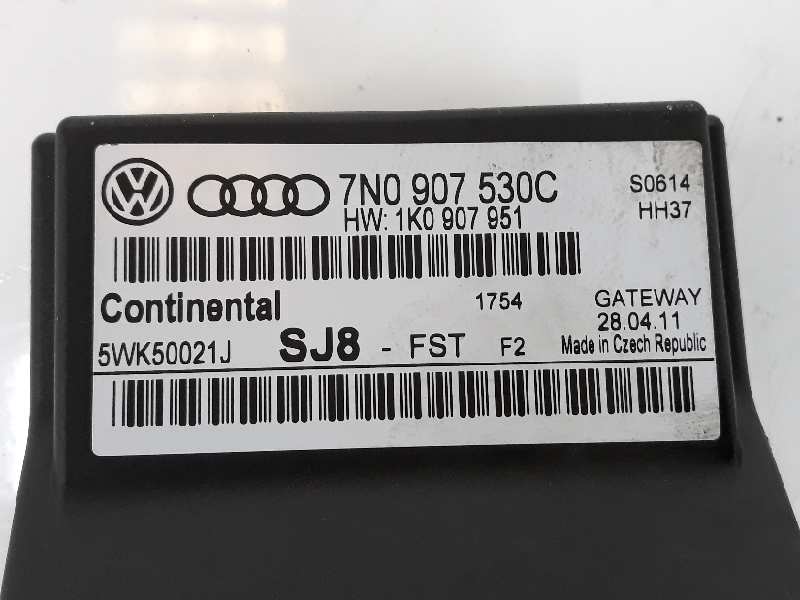 7N0 907 530C S0614
HW: 1K0 907 951 HH37
Continental 1754 GATEWAY
28.04.11
5WK50021J SJ8 - FST F2 Made in Czech Republic